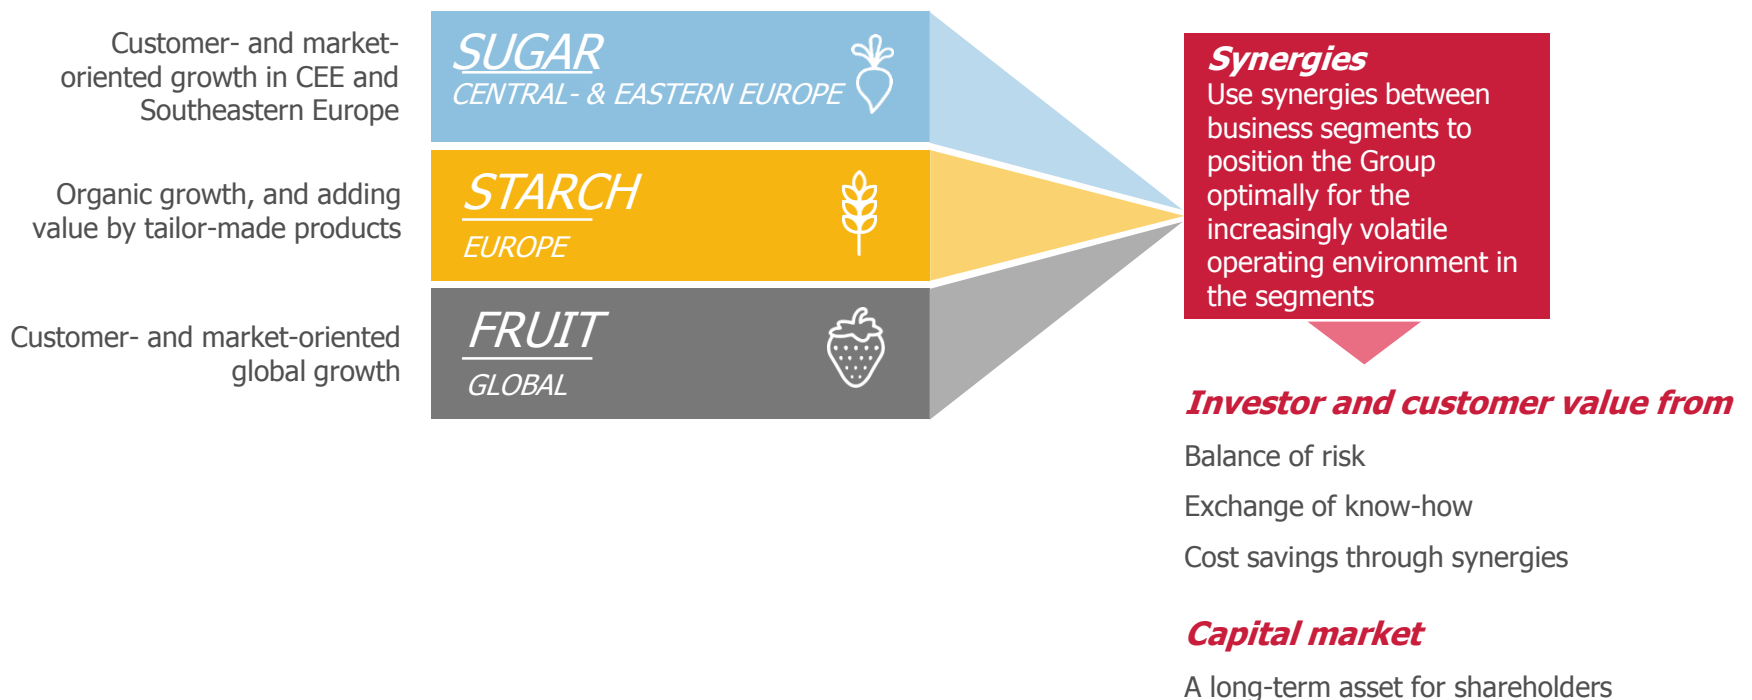 Customer- and market-
oriented growth in CEE and
Southeastern Europe
SUGAR
CENTRAL- & EASTERN EUROPE
Organic growth, and adding
value by tailor-made products
STARCH
EUROPE
Customer- and market-oriented
global growth
FRUIT
GLOBAL
Synergies
Use synergies between
business segments to
position the Group
optimally for the
increasingly volatile
operating environment in
the segments
Investor and customer value from
Balance of risk
Exchange of know-how
Cost savings through synergies
Capital market
A long-term asset for shareholders